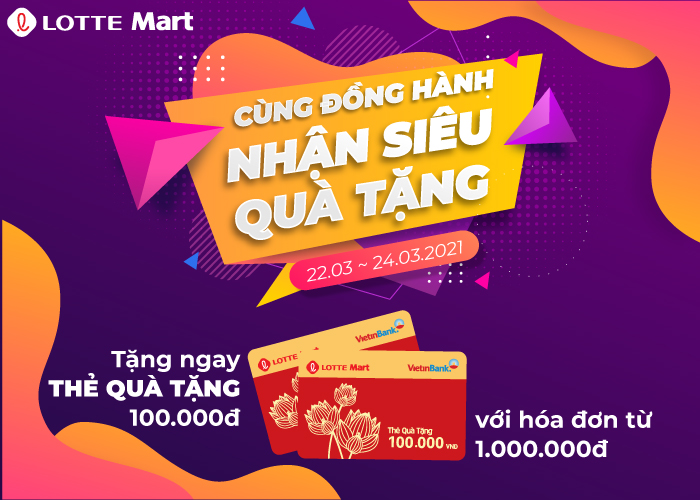 LOTTE Mart
CÙNG ĐỒNG HÀNH
NHẬN SIÊU
QUÀ TẶNG
22.03 ~ 24.03.2021
Tặng ngay
THẺ QUÀ TẶNG
100.000đ
LOTTE Mart
VietinBank
LOTTE Mart
VietinBank
Thẻ Quà Tặng
100.000 VNĐ
với hóa đơn từ
1.000.000đ